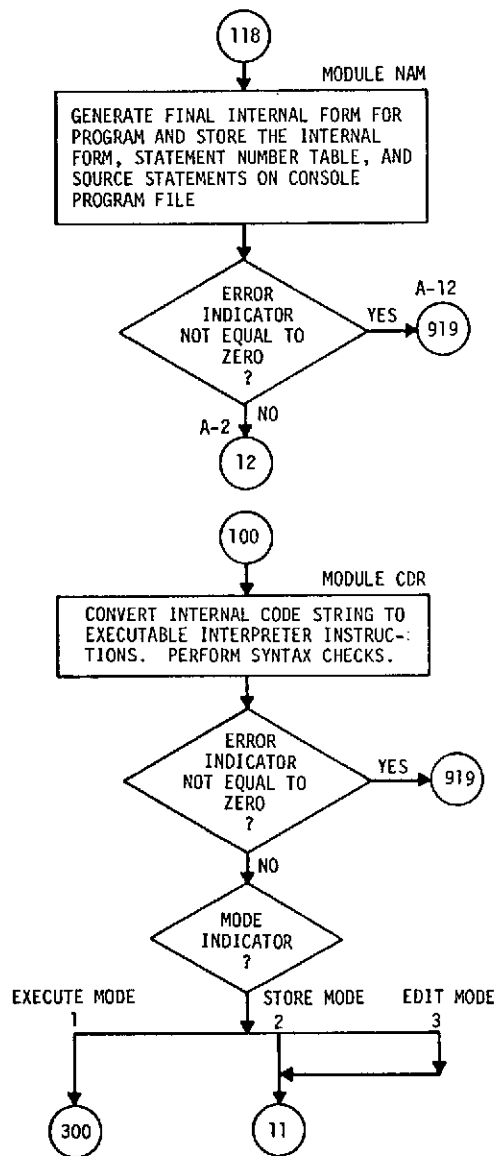 118
MODULE NAM
GENERATE FINAL INTERNAL FORM FOR
PROGRAM AND STORE THE INTERNAL
FORM, STATEMENT NUMBER TABLE, AND
SOURCE STATEMENTS ON CONSOLE
PROGRAM FILE
ERROR
INDICATOR
NOT EQUAL TO
ZERO
?
YES
A-12
919
NO
A-2
12
100
MODULE CDR
CONVERT INTERNAL CODE STRING TO
EXECUTABLE INTERPRETER INSTRUC-
TIONS. PERFORM SYNTAX CHECKS.
ERROR
INDICATOR
NOT EQUAL TO
ZERO
?
YES
919
NO
MODE
INDICATOR
?
EXECUTE MODE
1
STORE MODE
2
EDIT MODE
3
300
11